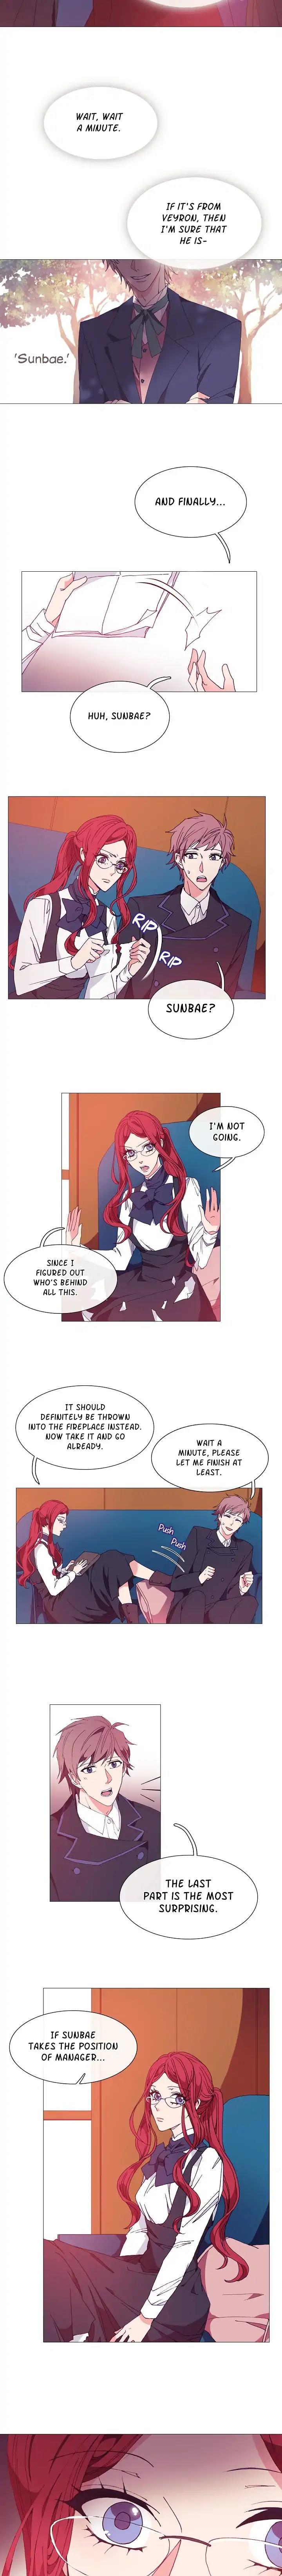 WAIT, WAIT
A MINUTE.
IF IT'S FROM
VEYRON, THEN
I'M SURE THAT
HE IS-
'Sunbae.'
AND FINALLY...
HUH, SUNBAE?
RIP
RIP
SUNBAE?
I'M NOT
GOING.
SINCE I
FIGURED OUT
WHO'S BEHIND
ALL THIS.
IT SHOULD
DEFINITELY BE THROWN
INTO THE FIREPLACE INSTEAD.
NOW TAKE IT AND GO
ALREADY.
WAIT A
MINUTE, PLEASE
LET ME FINISH AT
LEAST.
Push
Push
THE LAST
PART IS THE MOST
SURPRISING.
IF SUNBAE
TAKES THE POSITION
OF MANAGER...